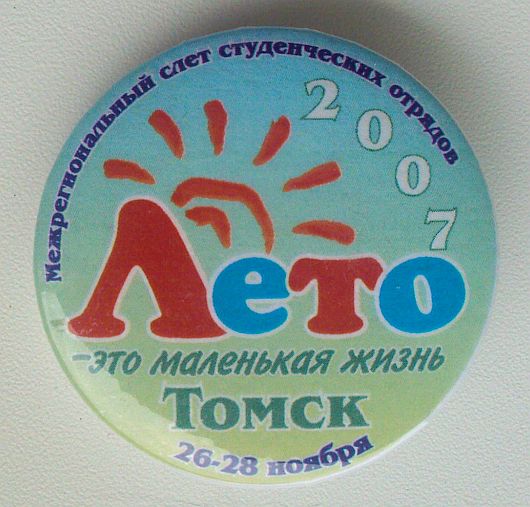 Межрегиональный слет студенческих отрядов
2007
Лето
-это маленькая жизнь
Томск
26-28 ноября